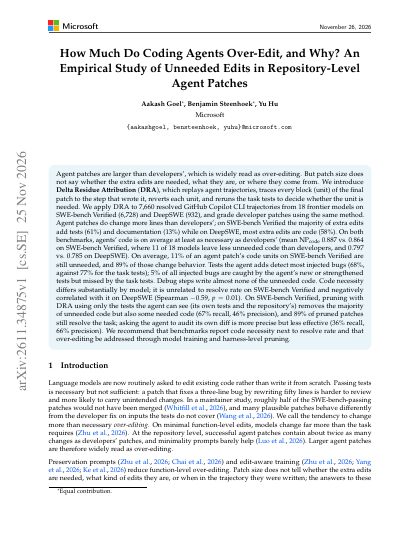 Microsoft
November 26, 2026
How Much Do Coding Agents Over-Edit, and Why? An
Empirical Study of Unneeded Edits in Repository-Level
Agent Patches
Aakash Goel*, Benjamin Steenhoek*, Yu Hu
Microsoft
{aakashgoel, bensteenhoek, yuhu}@microsoft.com
arXiv:2611.34875v1 [cs.SE] 25 Nov 2026
Agent patches are larger than developers', which is widely read as over-editing. But patch size does
not say whether the extra edits are needed, what they are, or where they come from. We introduce
Delta Residue Attribution (DRA), which replays agent trajectories, traces every block (unit) of the final
patch to the step that wrote it, reverts each unit, and reruns the task tests to decide whether the unit is
needed. We apply DRA to 7,660 resolved GitHub Copilot CLI trajectories from 18 frontier models on
SWE-bench Verified (6,728) and DeepSWE (932), and grade developer patches using the same method.
Agents do change more lines than developers; on SWE-bench Verified the majority of extra edits
add tests (61%) and documentation (13%) while on DeepSWE, most extra edits are code (58%). On both
benchmarks, agents' code is on average at least as necessary as developers' (mean NFcode 0.887 vs. 0.864
on SWE-bench Verified, where 11 of 18 models leave less unneeded code than developers, and 0.797
vs. 0.785 on DeepSWE). On average, 11% of an agent's code units on SWE-bench Verified are still
unneeded, and 89% of those change behavior. Tests the agent adds detect most injected bugs (68%,
against 77% for the task tests); 5% of all injected bugs are caught by the agent's new or strengthened
tests but missed by the task tests. Debug steps write almost none of the unneeded code. Code necessity
differs substantially by model; it is unrelated to resolve rate on SWE-bench Verified and negatively
correlated with it on DeepSWE (Spearman −0.59, p = 0.01). On SWE-bench Verified, pruning with
DRA using only the tests the agent can see (its own tests and the repository's) removes the majority
of unneeded code but also some needed code (67% recall, 46% precision), and 89% of pruned patches
still resolve the task; asking the agent to audit its own diff is more precise but less effective (36% recall,
66% precision). We recommend that benchmarks report code necessity next to resolve rate and that
over-editing be addressed through model training and harness-level pruning.
1 Introduction
Language models are now routinely asked to edit existing code rather than write it from scratch. Passing tests
is necessary but not sufficient: a patch that fixes a three-line bug by rewriting fifty lines is harder to review
and more likely to carry unintended changes. In a maintainer study, roughly half of the SWE-bench-passing
patches would not have been merged (Whitfill et al., 2026), and many plausible patches behave differently
from the developer fix on inputs the tests do not cover (Wang et al., 2026). We call the tendency to change
more than necessary over-editing. On minimal function-edits, models change far more than the task
requires (Zhu et al., 2026). At the repository level, successful agent patches contain about twice as many
changes as developers' patches, and minimality prompts barely help (Luo et al., 2026). Larger agent patches
are therefore widely read as over-editing.
Preservation prompts (Zhu et al., 2026; Chai et al., 2026) and edit-aware training (Zhu et al., 2026; Yang
et al., 2026; Ke et al., 2026) reduce function-level over-editing. Patch size does not tell whether the extra
edits are needed, what kinds of edits they are, or when in the trajectory they were written; the answers to these
*Equal contribution.